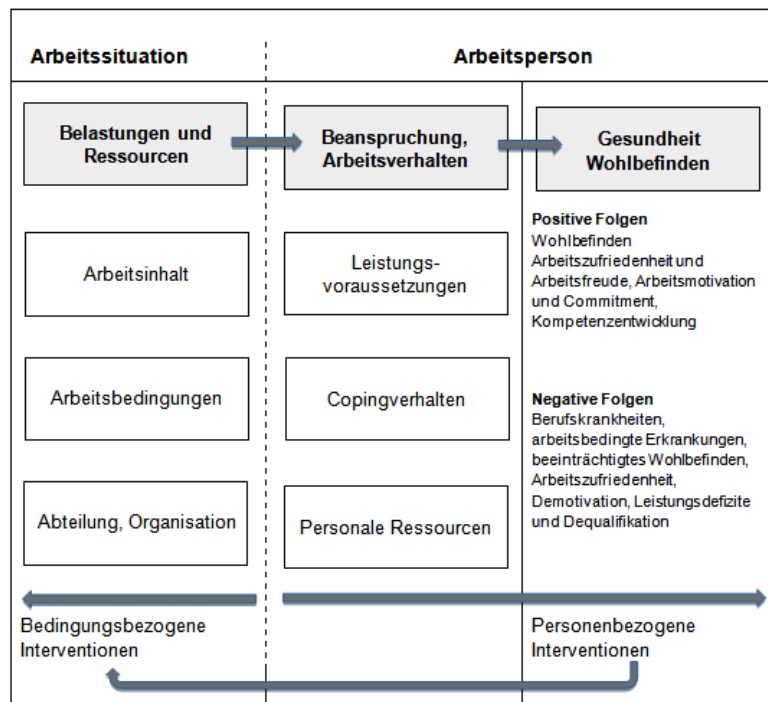 Arbeitssituation
Arbeitsperson
Belastungen und
Ressourcen
Beanspruchung,
Arbeitsverhalten
Gesundheit
Wohlbefinden
Arbeitsinhalt
Leistungs-
voraussetzungen
Positive Folgen
Wohlbefinden
Arbeitszufriedenheit und
Arbeitsfreude, Arbeitsmotivation
und Commitment,
Kompetenzentwicklung
Arbeitsbedingungen
Copingverhalten
Negative Folgen
Berufskrankheiten,
arbeitsbedingte Erkrankungen,
beeinträchtigtes Wohlbefinden,
Arbeitszufriedenheit,
Demotivation, Leistungsdefizite
und Dequalifikation
Abteilung, Organisation
Personale Ressourcen
Bedingungsbezogene
Interventionen
Personenbezogene
Interventionen